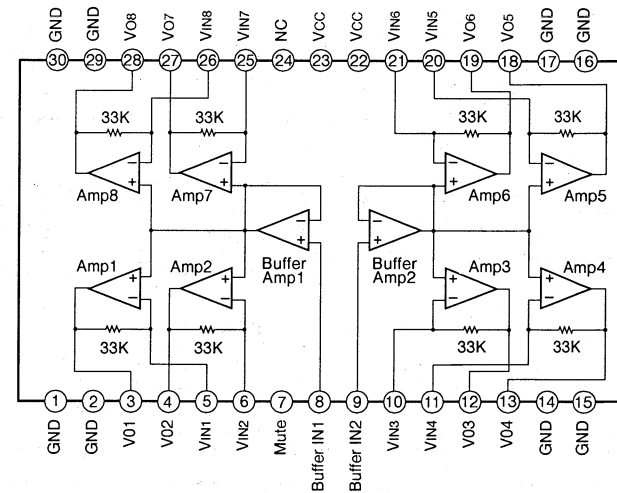 GND GND VO8 VO7 VIN8 VIN7 NC VCC VCC VIN6 VIN5 VO6 VO5 GND GND
30 29 28 27 26 25 24 23 22 21 20 19 18 17 16
33K 33K 33K 33K
− + − + − + − +
Amp8 Amp7 Amp6 Amp5
− + − +
Buffer Amp1
Buffer Amp2
Amp1 Amp2 Amp3 Amp4
+ − + − + − + −
33K 33K 33K 33K
1 2 3 4 5 6 7 8 9 10 11 12 13 14 15
GND GND V01 V02 VIN1 VIN2 Mute Buffer IN1 Buffer IN2 VIN3 VIN4 V03 V04 GND GND